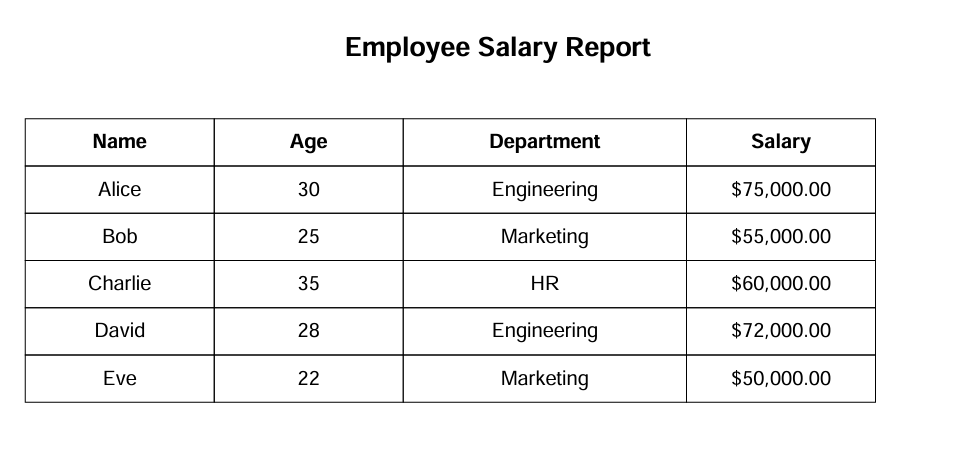 Employee Salary Report
Name Age Department Salary
Alice 30 Engineering $75,000.00
Bob 25 Marketing $55,000.00
Charlie 35 HR $60,000.00
David 28 Engineering $72,000.00
Eve 22 Marketing $50,000.00